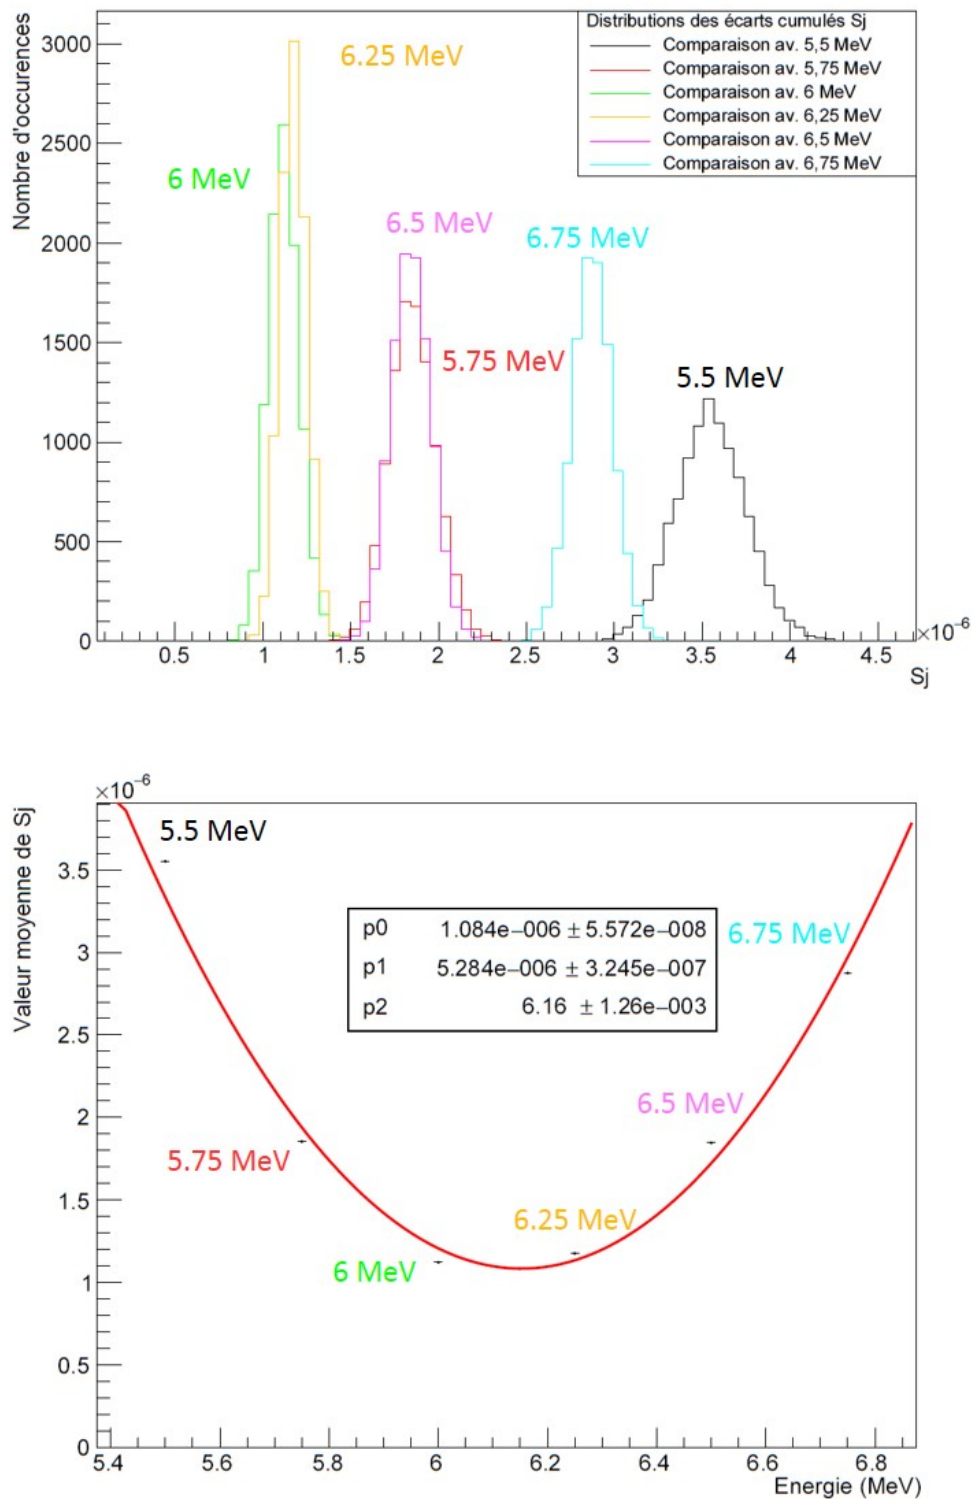 Nombre d'occurences
Distributions des écarts cumulés Sj
Comparaison av. 5,5 MeV
Comparaison av. 5,75 MeV
Comparaison av. 6 MeV
Comparaison av. 6,25 MeV
Comparaison av. 6,5 MeV
Comparaison av. 6,75 MeV
6.25 MeV
6 MeV
6.5 MeV
6.75 MeV
5.75 MeV
5.5 MeV
3000
2500
2000
1500
1000
500
0
0.5 1 1.5 2 2.5 3 3.5 4 4.5
×10⁻⁶
Sj
×10⁻⁶
Valeur moyenne de Sj
5.5 MeV
p0 1.084e−006 ± 5.572e−008
p1 5.284e−006 ± 3.245e−007
p2 6.16 ± 1.26e−003
6.75 MeV
6.5 MeV
5.75 MeV
6.25 MeV
6 MeV
3.5
3
2.5
2
1.5
1
0.5
0
5.4 5.6 5.8 6 6.2 6.4 6.6 6.8
Energie (MeV)